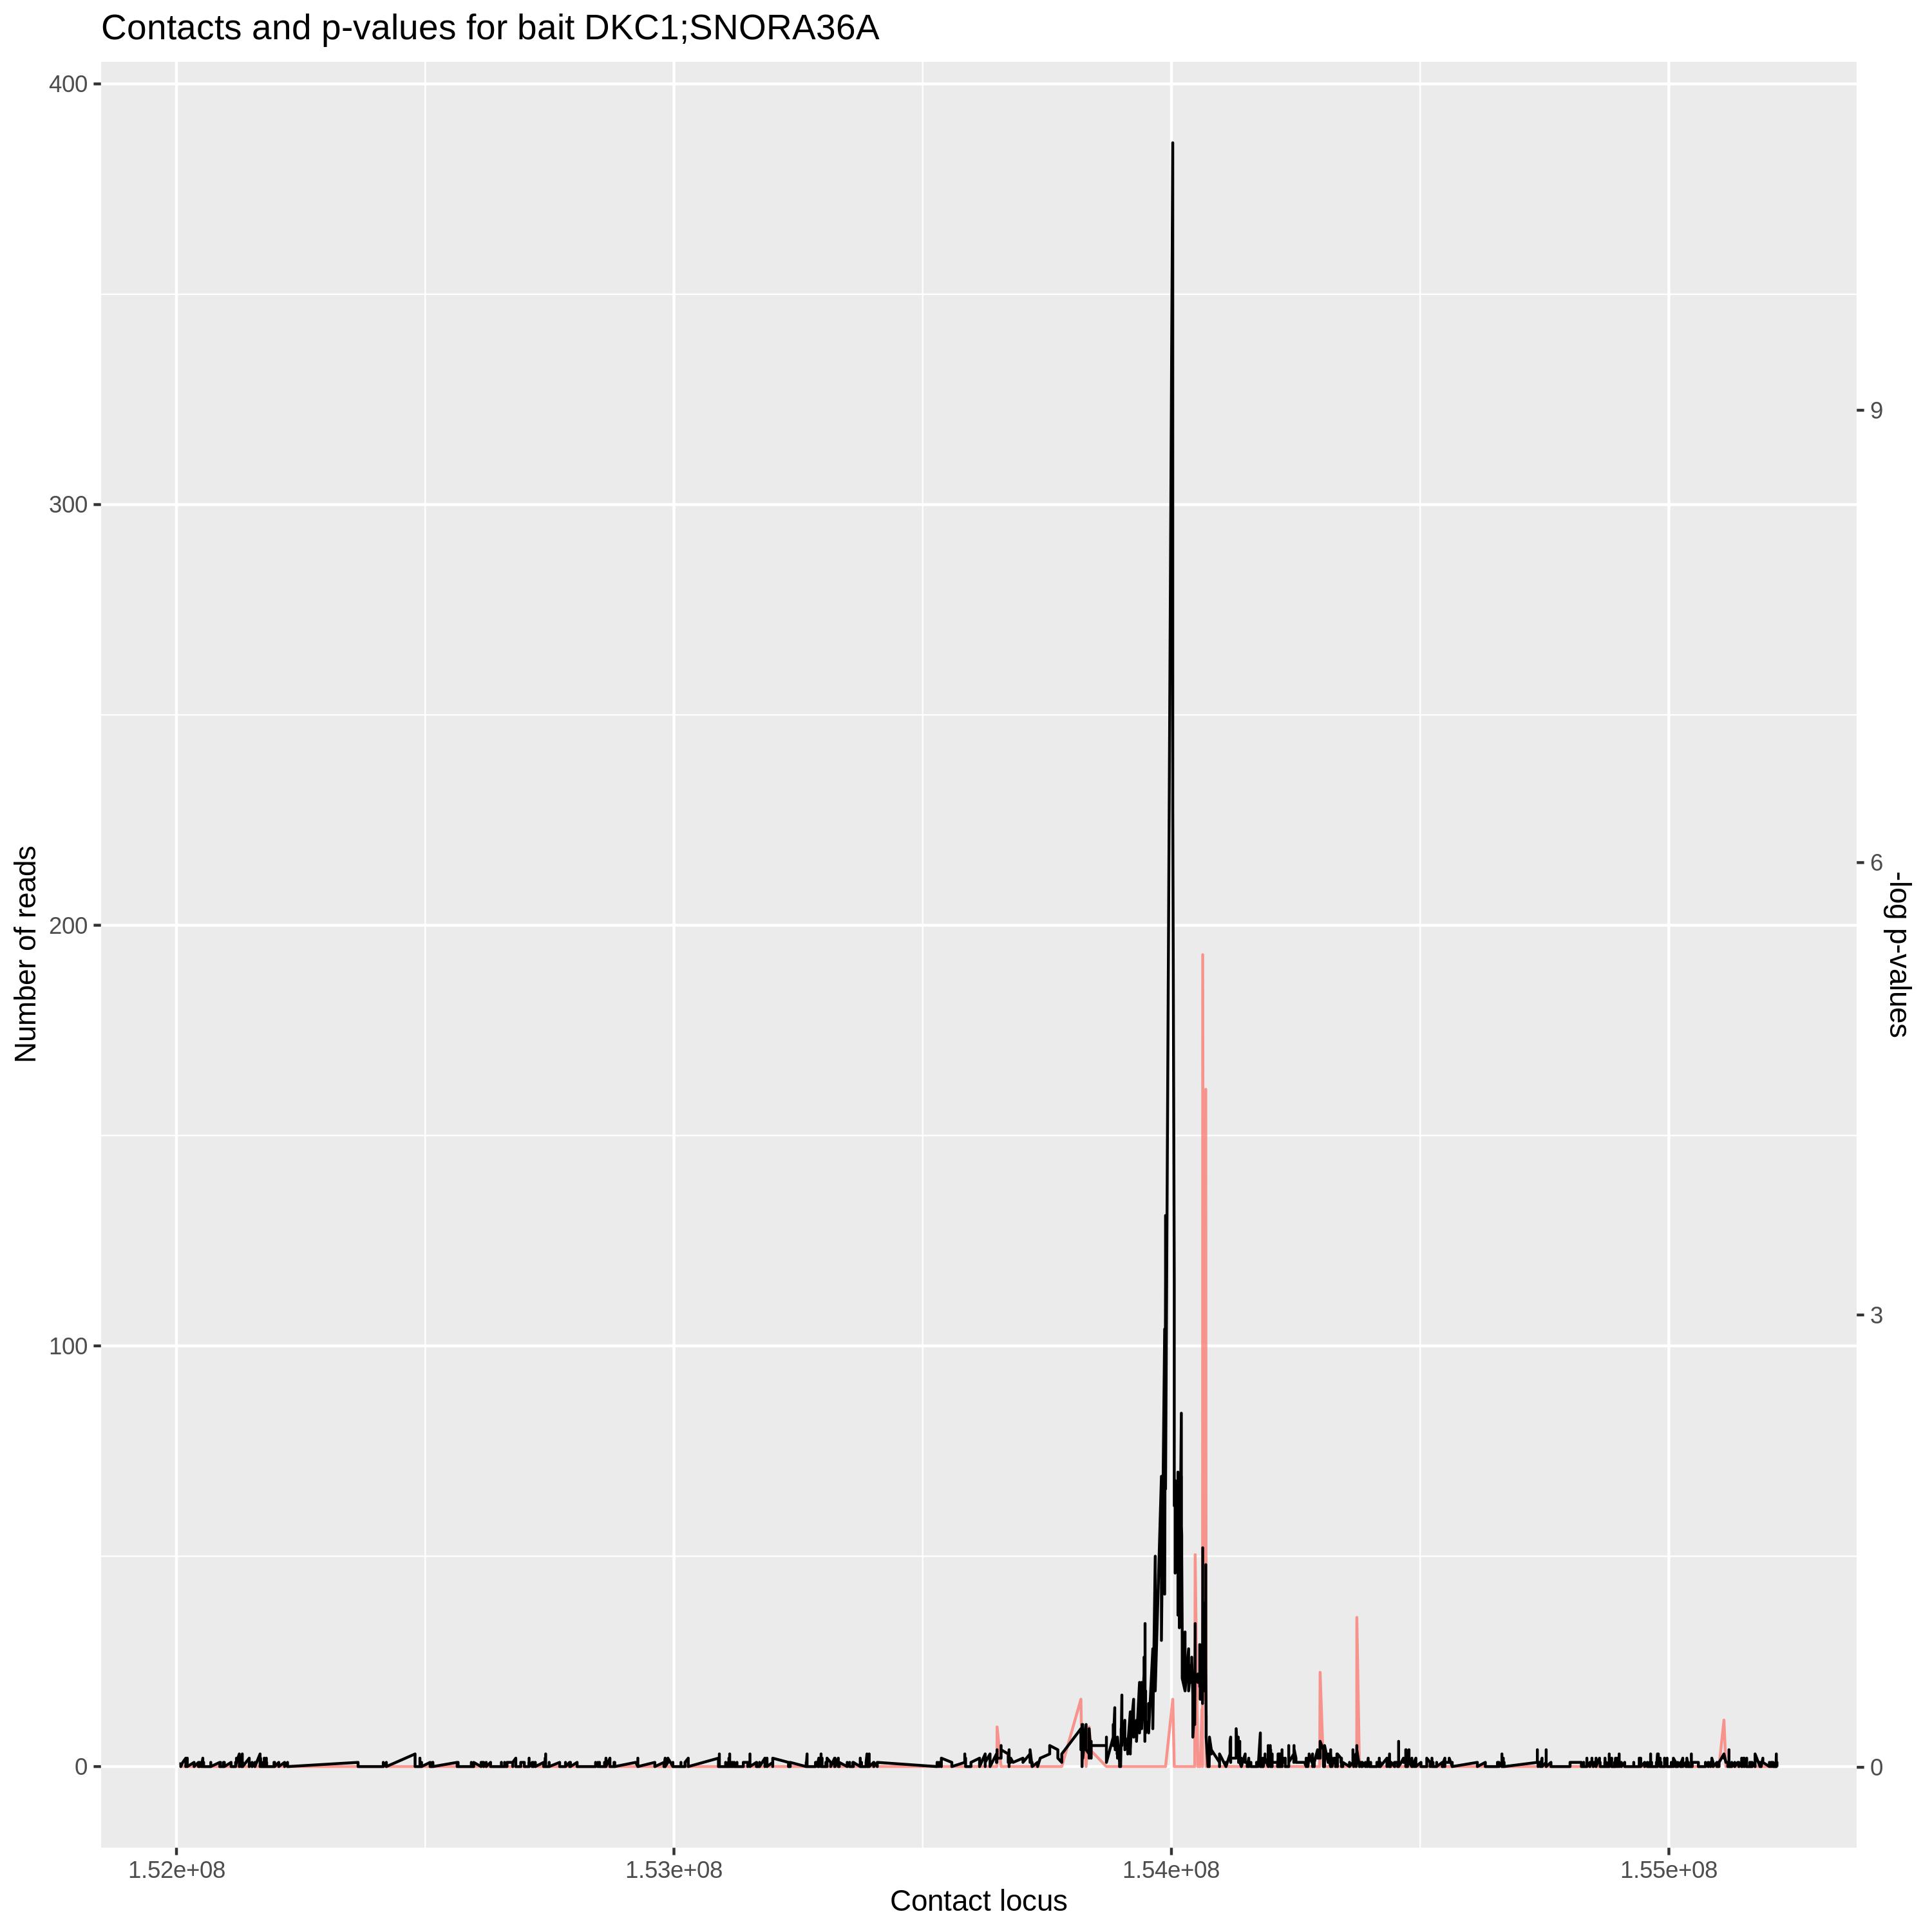 Contacts and p-values for bait DKC1;SNORA36A
400
300
200
100
0
Number of reads
9
6
3
0
-log p-values
1.52e+08 1.53e+08 1.54e+08 1.55e+08
Contact locus